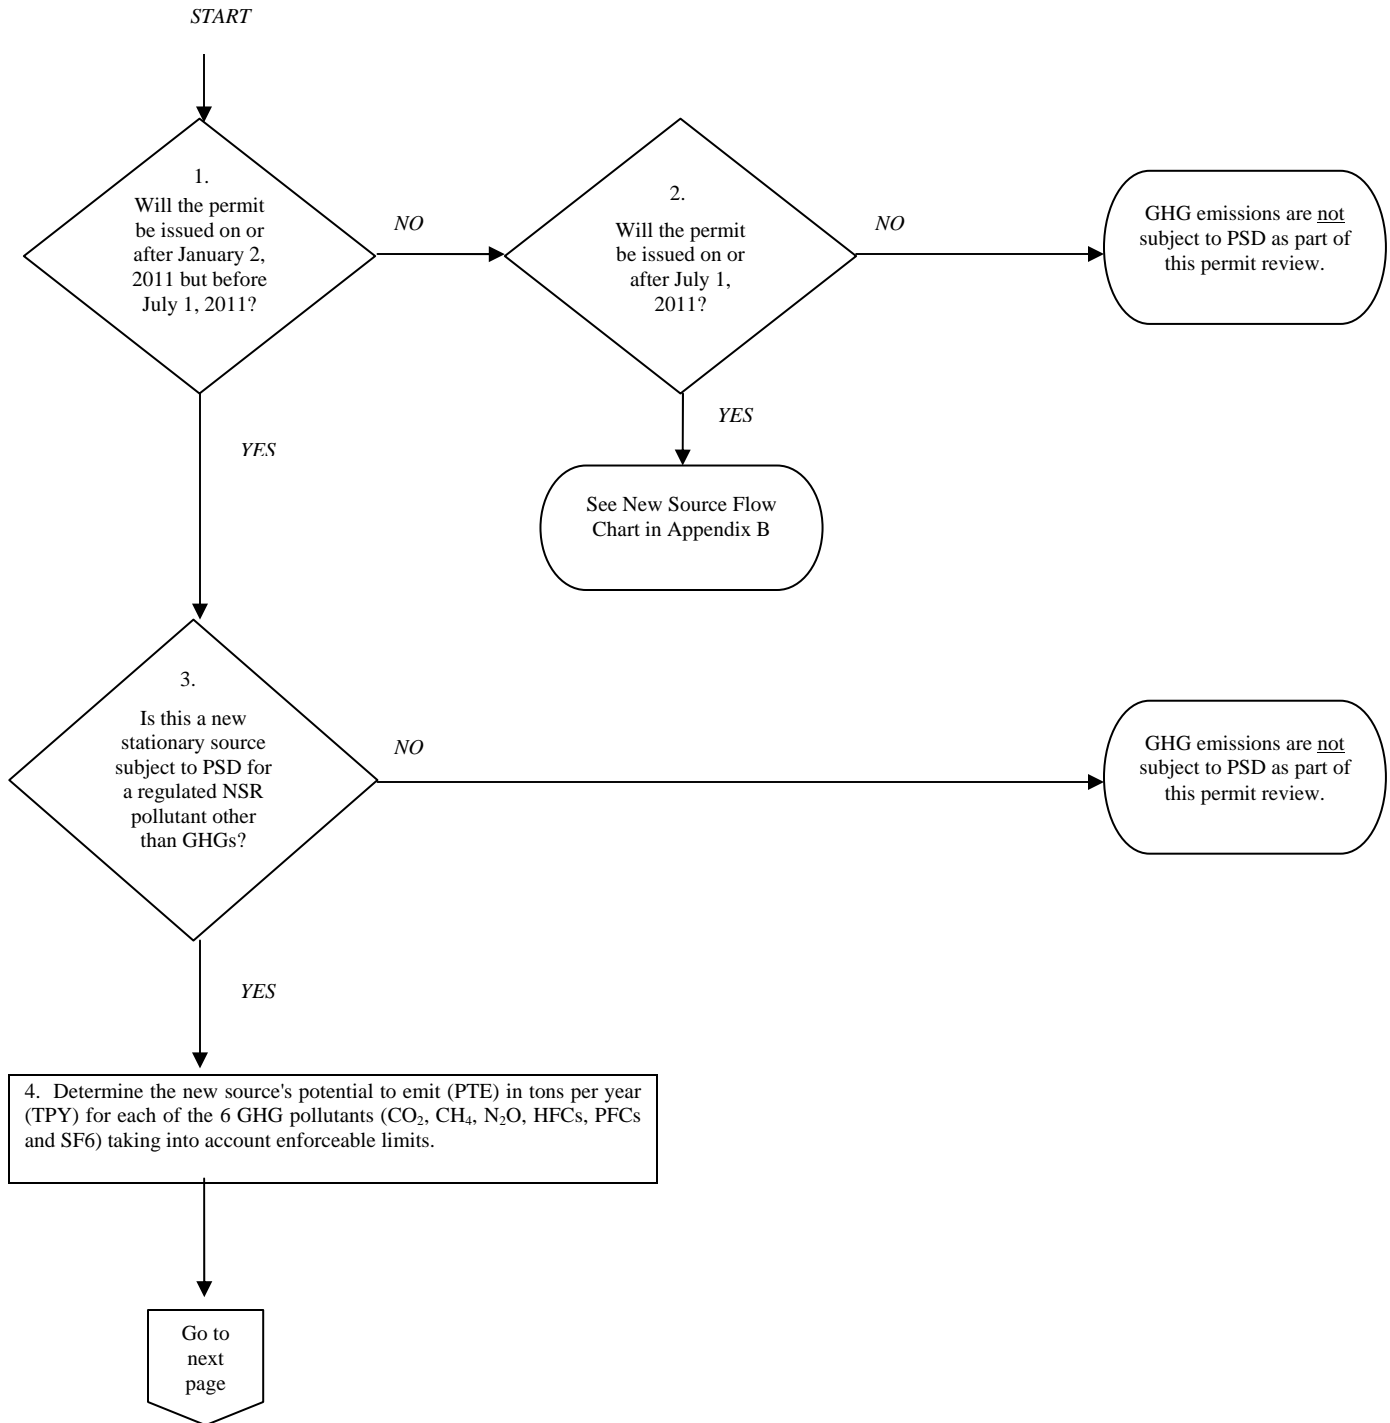 START
1.
Will the permit
be issued on or
after January 2,
2011 but before
July 1, 2011?
NO
2.
Will the permit
be issued on or
after July 1,
2011?
NO
GHG emissions are not
subject to PSD as part of
this permit review.
YES
YES
See New Source Flow
Chart in Appendix B
3.
Is this a new
stationary source
subject to PSD for
a regulated NSR
pollutant other
than GHGs?
NO
GHG emissions are not
subject to PSD as part of
this permit review.
YES
4. Determine the new source's potential to emit (PTE) in tons per year
(TPY) for each of the 6 GHG pollutants (CO₂, CH₄, N₂O, HFCs, PFCs
and SF6) taking into account enforceable limits.
Go to
next
page